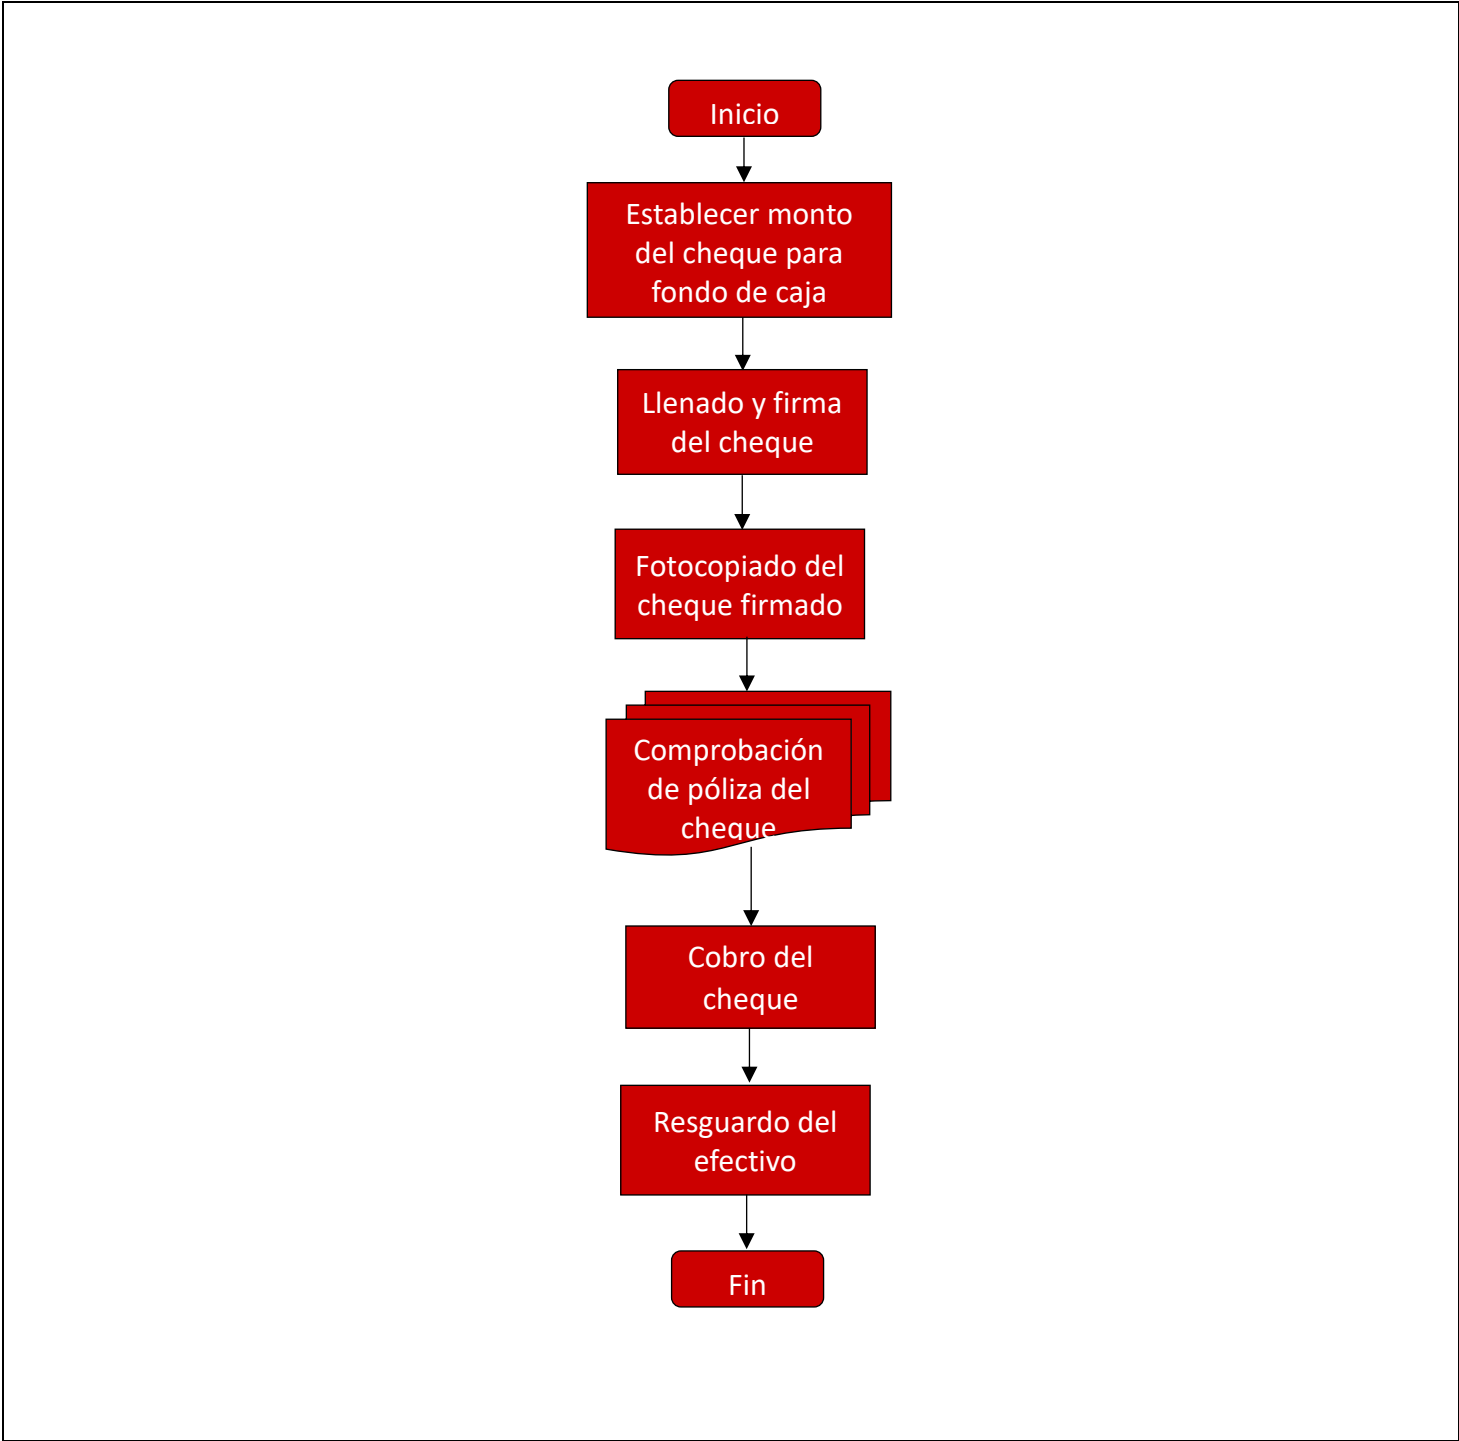 Inicio
Establecer monto
del cheque para
fondo de caja
Llenado y firma
del cheque
Fotocopiado del
cheque firmado
Comprobación
de póliza del
cheque
Cobro del
cheque
Resguardo del
efectivo
Fin